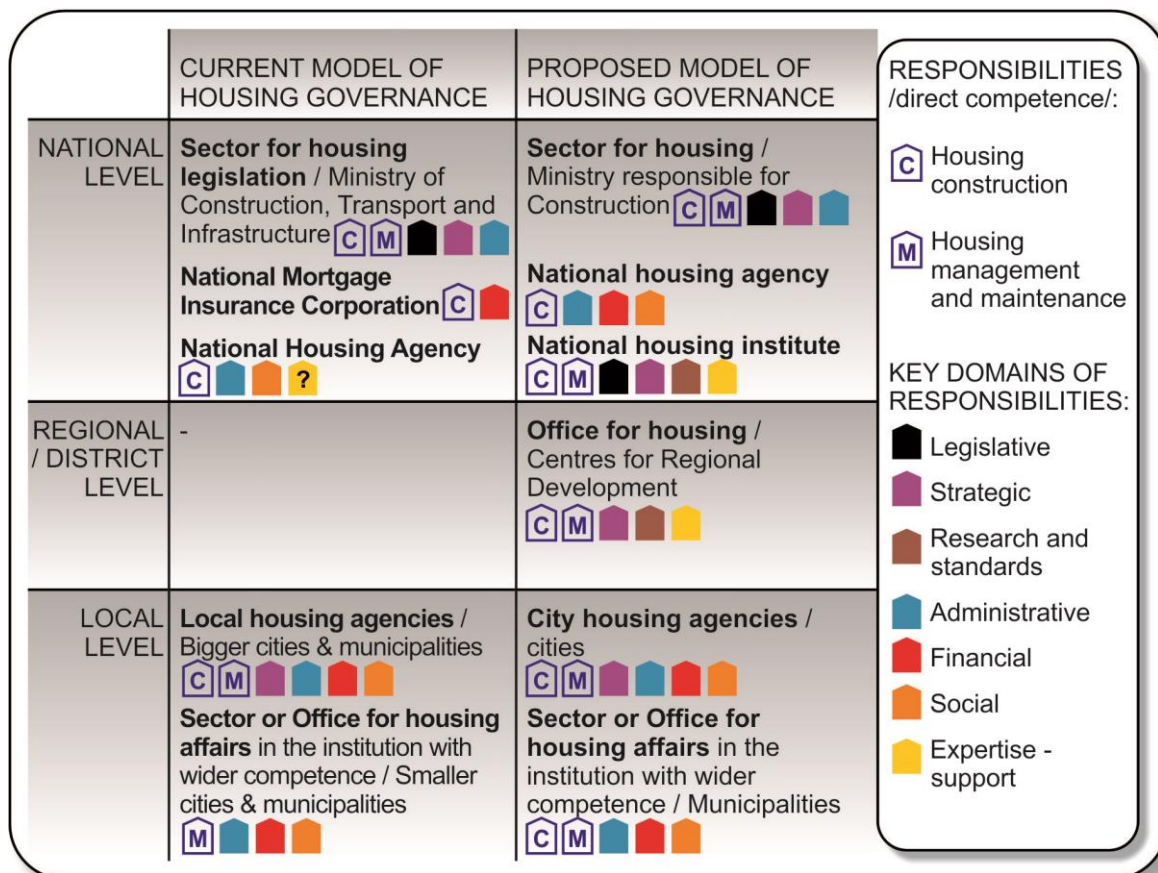 CURRENT MODEL OF
HOUSING GOVERNANCE
PROPOSED MODEL OF
HOUSING GOVERNANCE
NATIONAL
LEVEL
Sector for housing
legislation / Ministry of
Construction, Transport and
Infrastructure C M
National Mortgage
Insurance Corporation C
National Housing Agency
C ?
Sector for housing /
Ministry responsible for
Construction C M
National housing agency
C
National housing institute
C M
REGIONAL
/ DISTRICT
LEVEL
-
Office for housing /
Centres for Regional
Development
C M
LOCAL
LEVEL
Local housing agencies /
Bigger cities & municipalities
C M
Sector or Office for housing
affairs in the institution with
wider competence / Smaller
cities & municipalities
M
City housing agencies /
cities
C M
Sector or Office for
housing affairs in the
institution with wider
competence / Municipalities
C M
RESPONSIBILITIES
/direct competence/:
C Housing
construction
M Housing
management
and maintenance
KEY DOMAINS OF
RESPONSIBILITIES:
Legislative
Strategic
Research and
standards
Administrative
Financial
Social
Expertise -
support